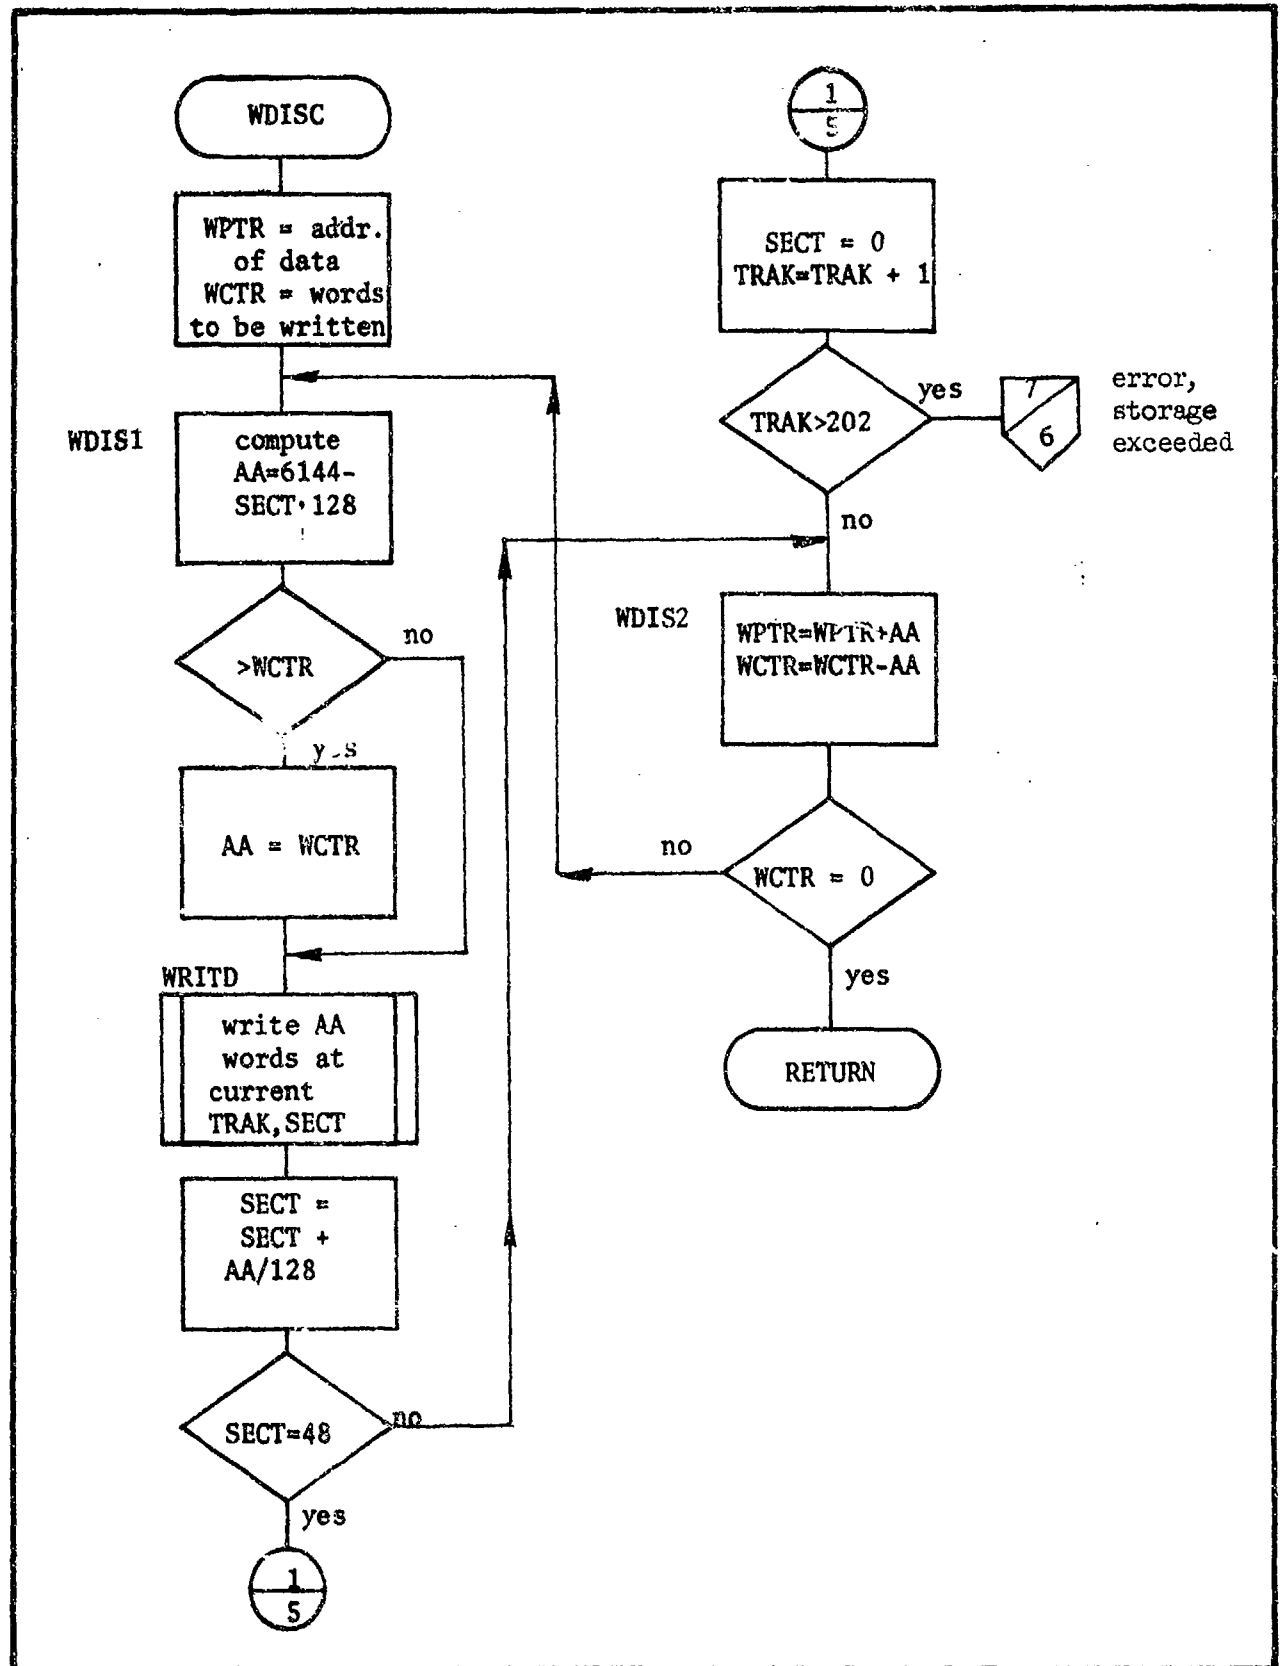 WDISC
WPTR = addr.
of data
WCTR = words
to be written
WDIS1
compute
AA=6144-
SECT·128
>WCTR
no
yes
AA = WCTR
WRITD
write AA
words at
current
TRAK,SECT
SECT =
SECT +
AA/128
SECT=48
no
yes
1
5
1
5
SECT = 0
TRAK=TRAK + 1
TRAK>202
yes
7
6
error,
storage
exceeded
no
WDIS2
WPTR=WPTR+AA
WCTR=WCTR-AA
WCTR = 0
no
yes
RETURN